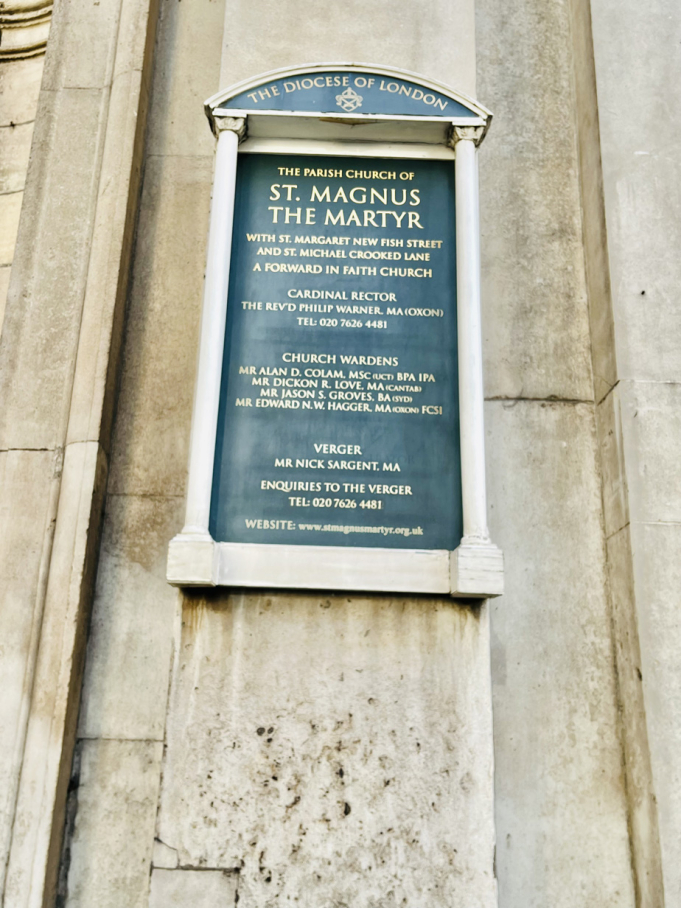 THE DIOCESE OF LONDON
THE PARISH CHURCH OF
ST. MAGNUS
THE MARTYR
WITH ST. MARGARET NEW FISH STREET
AND ST. MICHAEL CROOKED LANE
A FORWARD IN FAITH CHURCH
CARDINAL RECTOR
THE REV'D PHILIP WARNER, MA (OXON)
TEL: 020 7626 4481
CHURCH WARDENS
MR ALAN D. COLAM, MSC (UCT) BPA IPA
MR DICKON R. LOVE, MA (CANTAB)
MR JASON S. GROVES, BA (SYD)
MR EDWARD N. W. HAGGER, MA (OXON) FCSI
VERGER
MR NICK SARGENT, MA
ENQUIRIES TO THE VERGER
TEL: 020 7626 4481
WEBSITE: www.stmagnusmartyr.org.uk